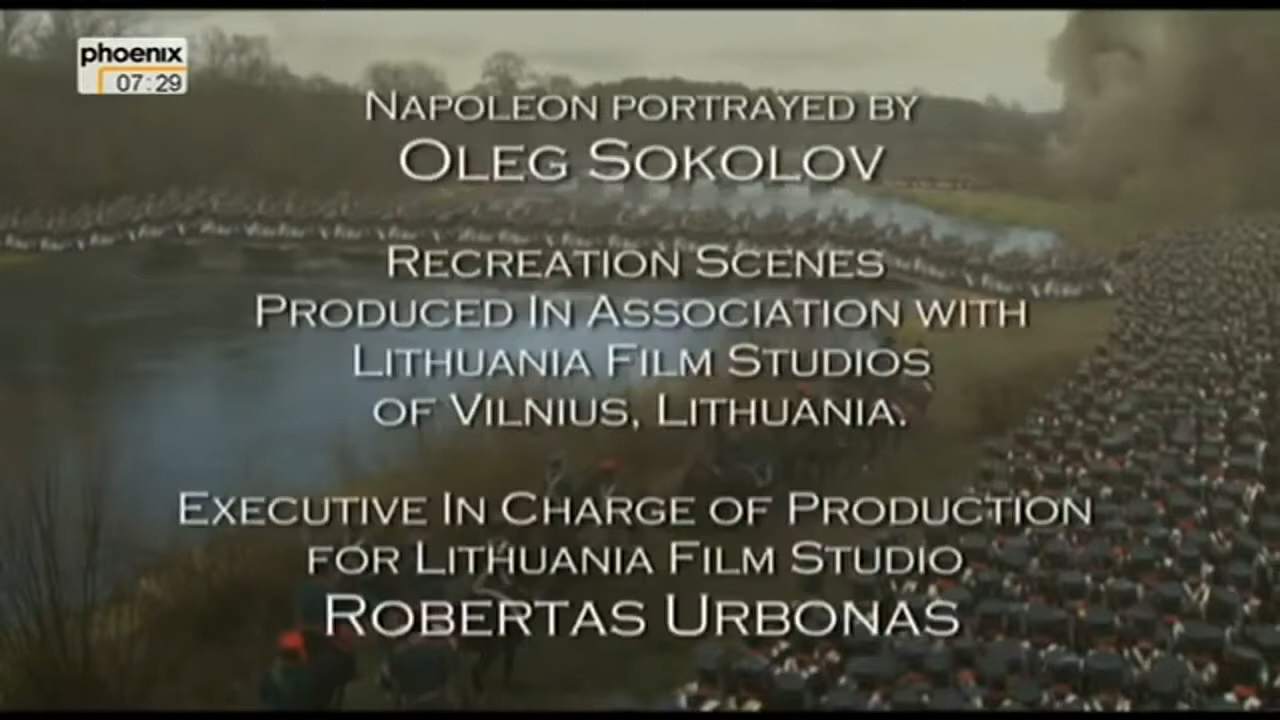 phoenix
07:29
NAPOLEON PORTRAYED BY
OLEG SOKOLOV
RECREATION SCENES
PRODUCED IN ASSOCIATION WITH
LITHUANIA FILM STUDIOS
OF VILNIUS, LITHUANIA.
EXECUTIVE IN CHARGE OF PRODUCTION
FOR LITHUANIA FILM STUDIO
ROBERTAS URBONAS